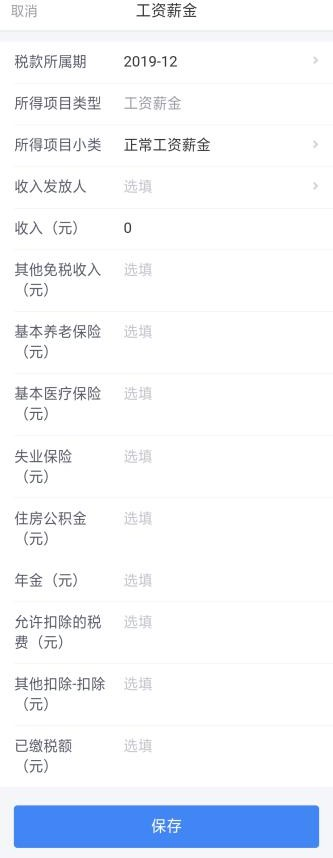 取消 工资薪金
税款所属期 2019-12
所得项目类型 工资薪金
所得项目小类 正常工资薪金
收入发放人 选填
收入（元） 0
其他免税收入 选填
（元）
基本养老保险 选填
（元）
基本医疗保险 选填
（元）
失业保险 选填
（元）
住房公积金 选填
（元）
年金（元） 选填
允许扣除的税 选填
费（元）
其他扣除-扣除 选填
（元）
已缴税额 选填
（元）
保存